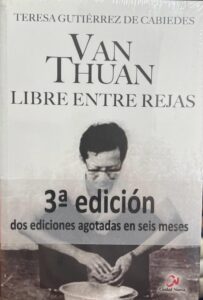 TERESA GUTIÉRREZ DE CABIEDES
VAN
THUAN
LIBRE ENTRE REJAS
3ª edición
dos ediciones agotadas en seis meses
Ciudad Nueva